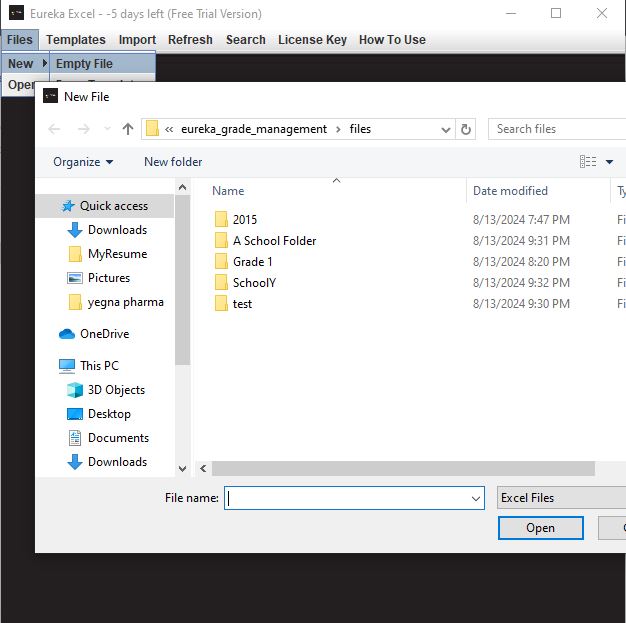 Eureka Excel - -5 days left (Free Trial Version)
Files Templates Import Refresh Search License Key How To Use
New Empty File
Open
New File
« eureka_grade_management › files Search files
Organize New folder
Name Date modified
Quick access
Downloads
MyResume
Pictures
yegna pharma
OneDrive
This PC
3D Objects
Desktop
Documents
Downloads
2015 8/13/2024 7:47 PM Fi
A School Folder 8/13/2024 9:31 PM Fi
Grade 1 8/13/2024 8:20 PM Fi
SchoolY 8/13/2024 9:32 PM Fi
test 8/13/2024 9:30 PM Fi
File name: Excel Files
Open